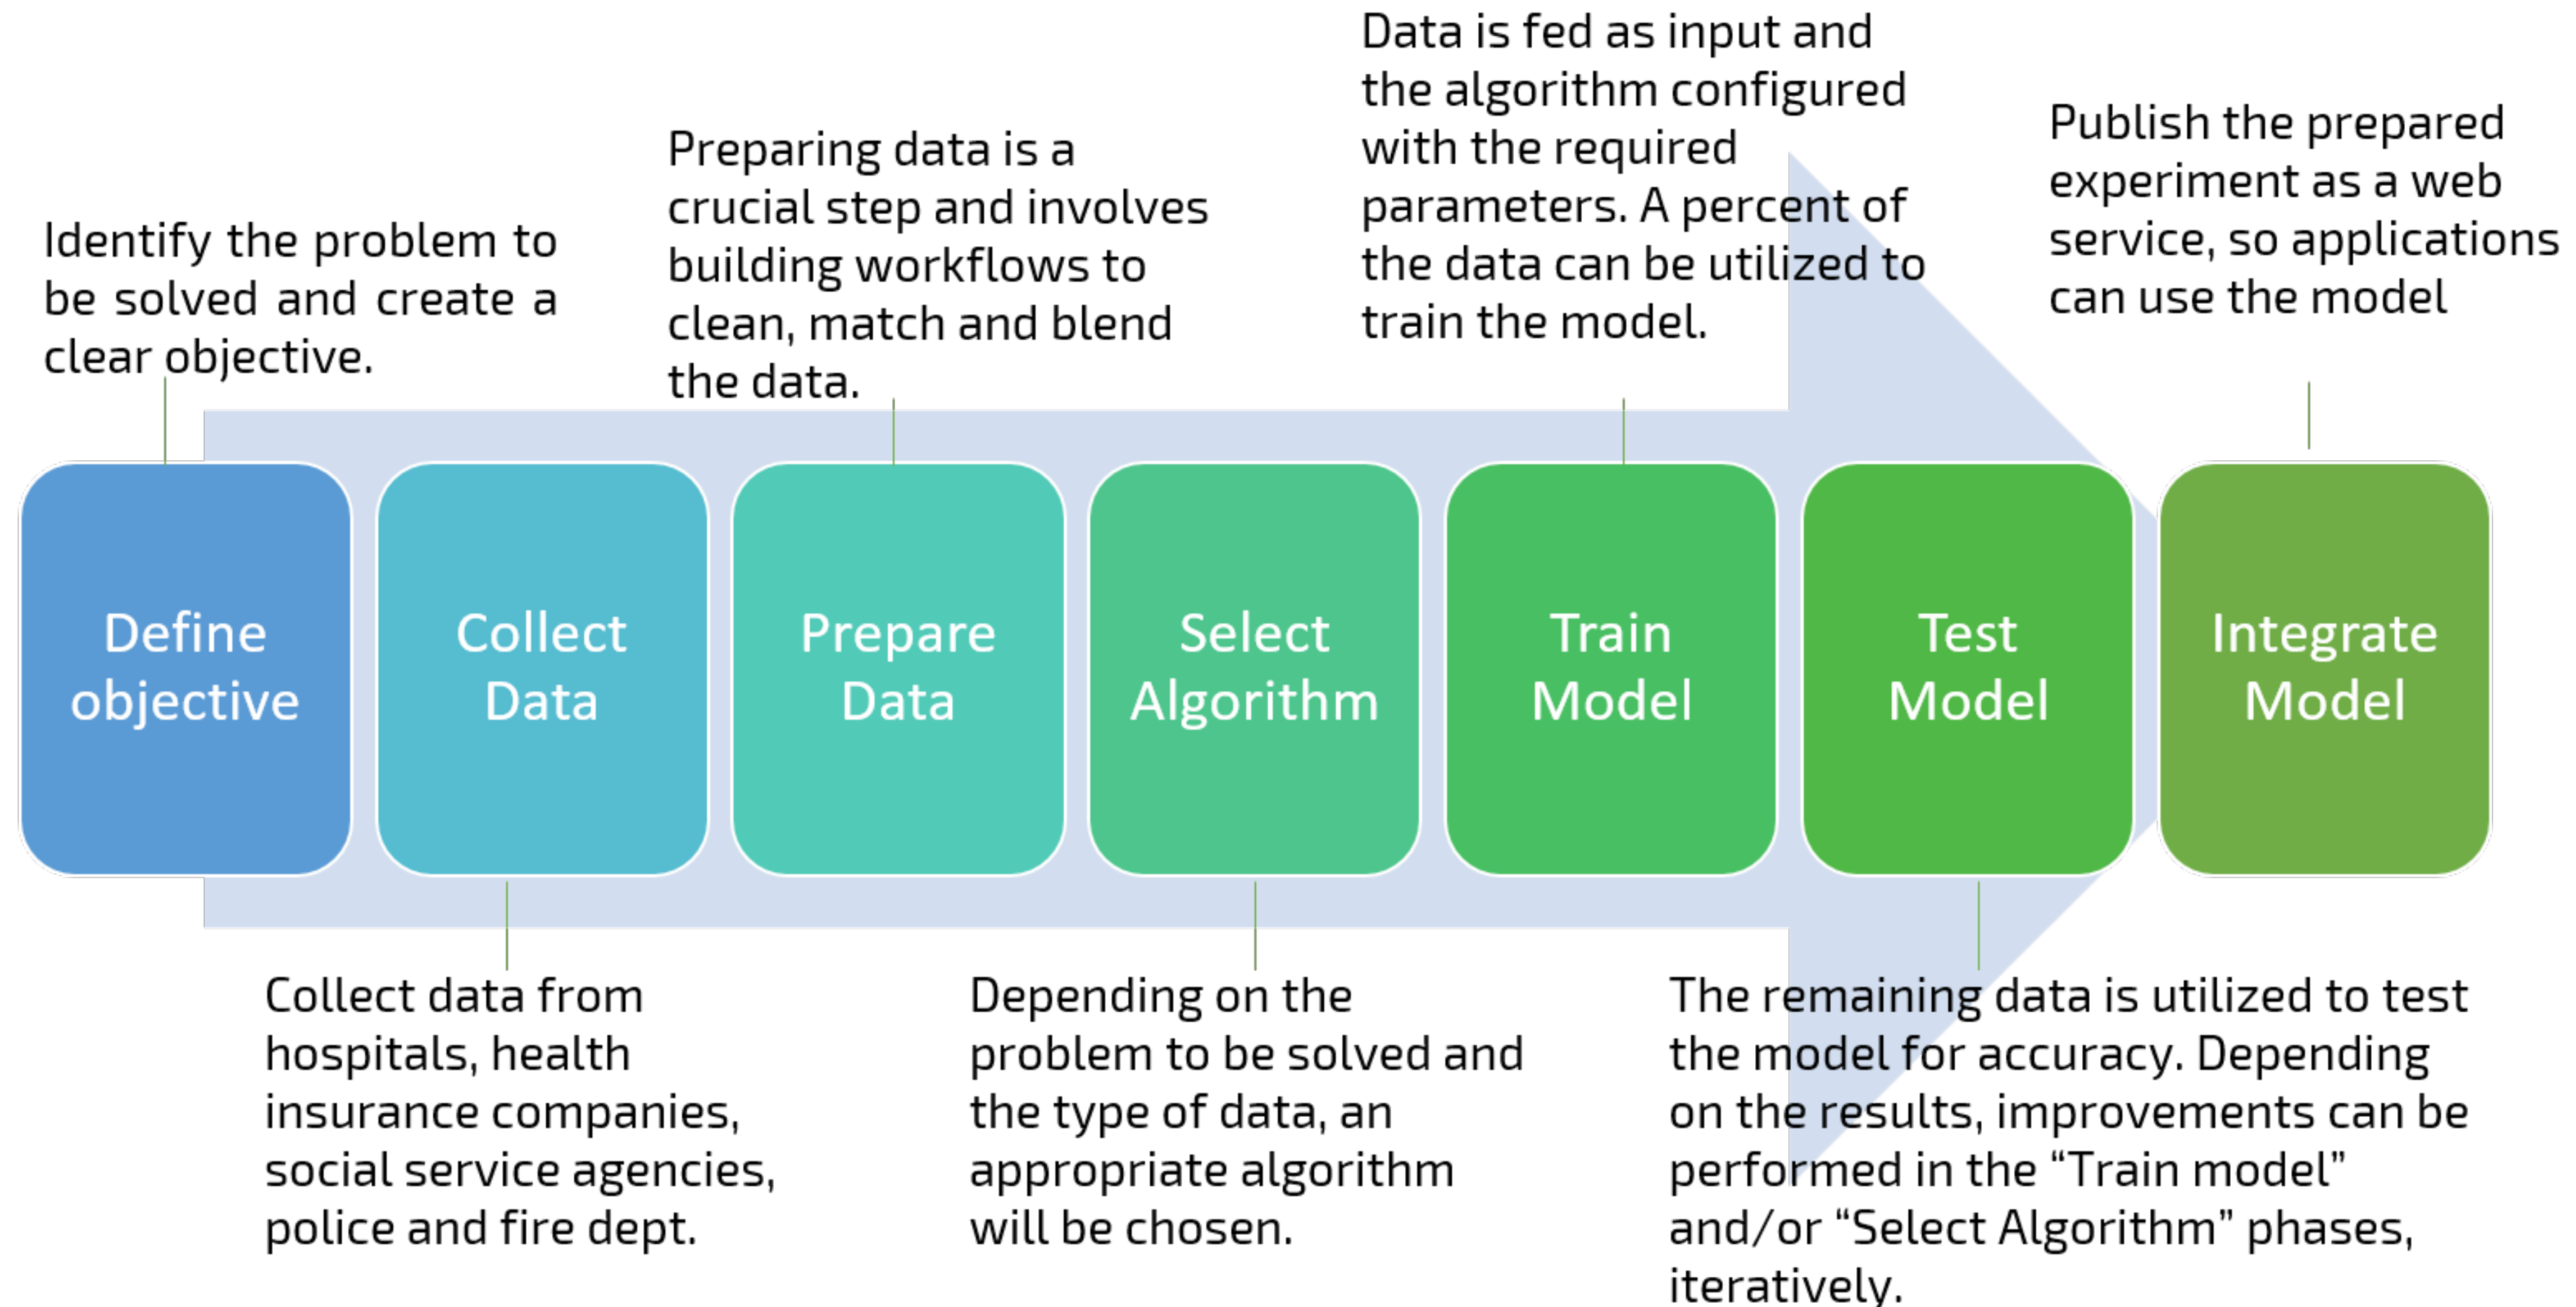 Data is fed as input and
the algorithm configured
with the required
parameters. A percent of
the data can be utilized to
train the model.
Publish the prepared
experiment as a web
service, so applications
can use the model
Preparing data is a
crucial step and involves
building workflows to
clean, match and blend
the data.
Identify the problem to
be solved and create a
clear objective.
Define
objective
Collect
Data
Prepare
Data
Select
Algorithm
Train
Model
Test
Model
Integrate
Model
Collect data from
hospitals, health
insurance companies,
social service agencies,
police and fire dept.
Depending on the
problem to be solved and
the type of data, an
appropriate algorithm
will be chosen.
The remaining data is utilized to test
the model for accuracy. Depending
on the results, improvements can be
performed in the “Train model”
and/or “Select Algorithm” phases,
iteratively.